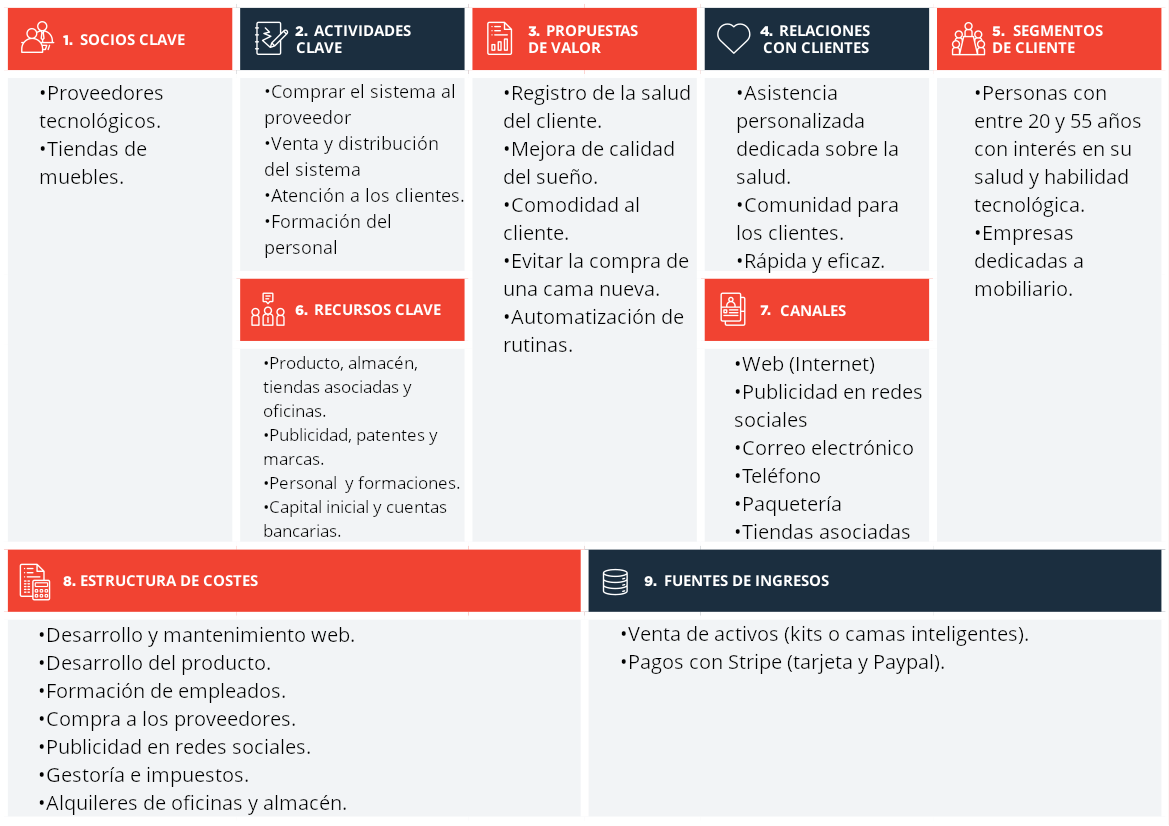 1. SOCIOS CLAVE
•Proveedores
tecnológicos.
•Tiendas de
muebles.
2. ACTIVIDADES
CLAVE
•Comprar el sistema al
proveedor
•Venta y distribución
del sistema
•Atención a los clientes.
•Formación del
personal
6. RECURSOS CLAVE
•Producto, almacén,
tiendas asociadas y
oficinas.
•Publicidad, patentes y
marcas.
•Personal y formaciones.
•Capital inicial y cuentas
bancarias.
3. PROPUESTAS
DE VALOR
•Registro de la salud
del cliente.
•Mejora de calidad
del sueño.
•Comodidad al
cliente.
•Evitar la compra de
una cama nueva.
•Automatización de
rutinas.
4. RELACIONES
CON CLIENTES
•Asistencia
personalizada
dedicada sobre la
salud.
•Comunidad para
los clientes.
•Rápida y eficaz.
7. CANALES
•Web (Internet)
•Publicidad en redes
sociales
•Correo electrónico
•Teléfono
•Paquetería
•Tiendas asociadas
5. SEGMENTOS
DE CLIENTE
•Personas con
entre 20 y 55 años
con interés en su
salud y habilidad
tecnológica.
•Empresas
dedicadas a
mobiliario.
8. ESTRUCTURA DE COSTES
•Desarrollo y mantenimiento web.
•Desarrollo del producto.
•Formación de empleados.
•Compra a los proveedores.
•Publicidad en redes sociales.
•Gestoría e impuestos.
•Alquileres de oficinas y almacén.
9. FUENTES DE INGRESOS
•Venta de activos (kits o camas inteligentes).
•Pagos con Stripe (tarjeta y Paypal).